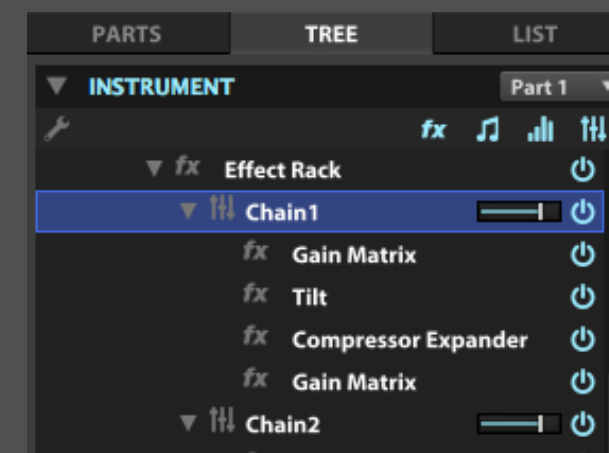 PARTS TREE LIST
INSTRUMENT Part 1
fx
fx Effect Rack
Chain1
fx Gain Matrix
fx Tilt
fx Compressor Expander
fx Gain Matrix
Chain2